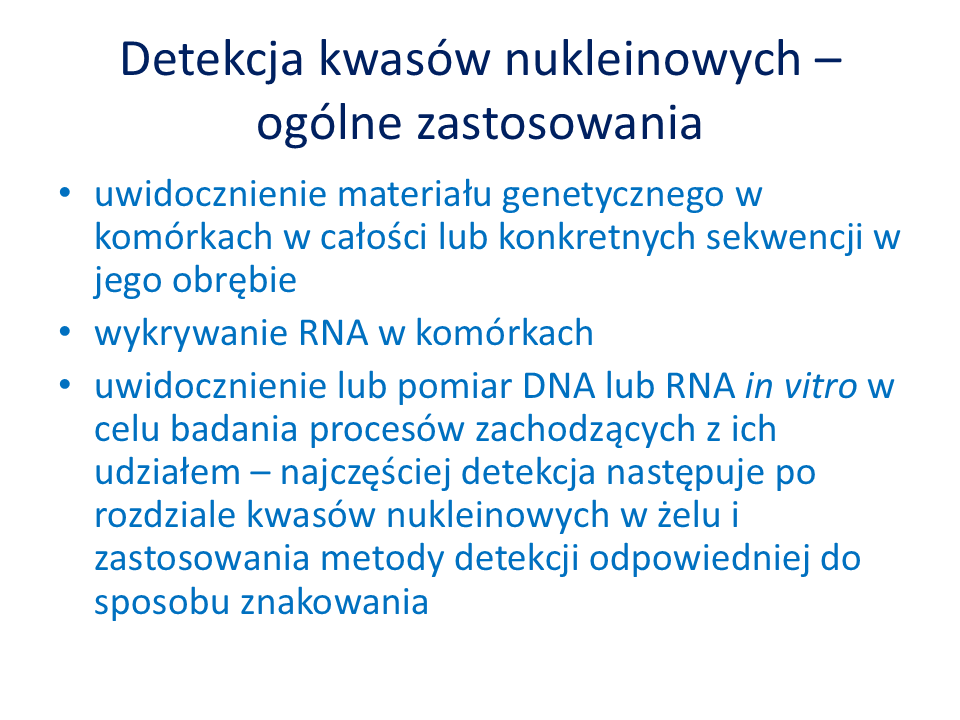 Detekcja kwasów nukleinowych –
ogólne zastosowania
• uwidocznienie materiału genetycznego w
komórkach w całości lub konkretnych sekwencji w
jego obrębie
• wykrywanie RNA w komórkach
• uwidocznienie lub pomiar DNA lub RNA in vitro w
celu badania procesów zachodzących z ich
udziałem – najczęściej detekcja następuje po
rozdziale kwasów nukleinowych w żelu i
zastosowania metody detekcji odpowiedniej do
sposobu znakowania